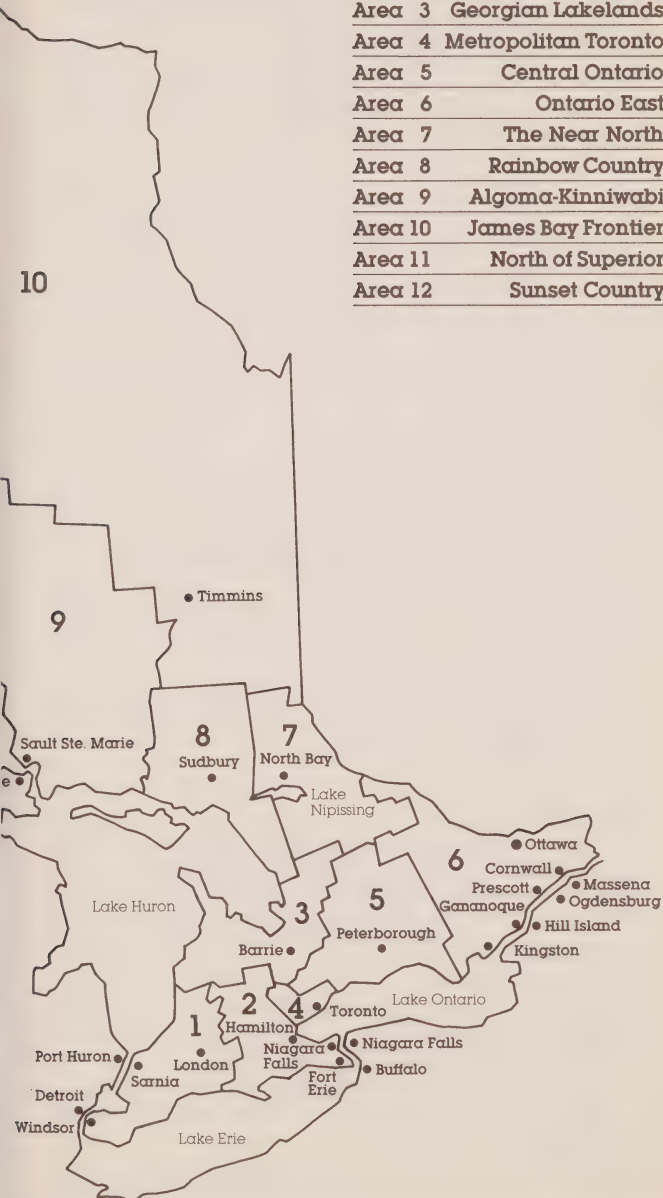 Area 3 Georgian Lakelands
Area 4 Metropolitan Toronto
Area 5 Central Ontario
Area 6 Ontario East
Area 7 The Near North
Area 8 Rainbow Country
Area 9 Algoma-Kinniwabi
Area 10 James Bay Frontier
Area 11 North of Superior
Area 12 Sunset Country
10
Timmins
9
Sault Ste. Marie
e
8
Sudbury
7
North Bay
Lake
Nipissing
6
Ottawa
Cornwall
Prescott
Massena
Gananoque
Ogdensburg
Hill Island
Kingston
Lake Huron
3
5
Peterborough
Barrie
Lake Ontario
1
2
4
Toronto
Hamilton
Niagara
Falls
Niagara Falls
Fort
Erie
Buffalo
Port Huron
Sarnia
London
Detroit
Windsor
Lake Erie